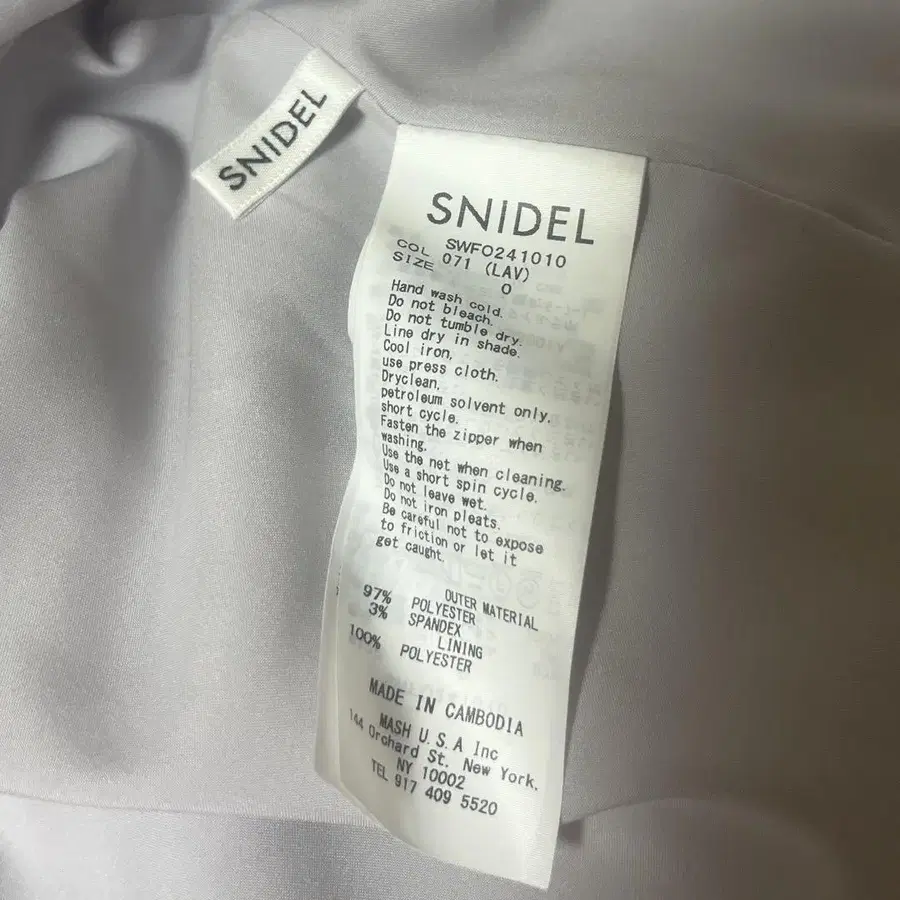 SNIDEL
SNIDEL
SWFO241010
COL 071 (LAV)
SIZE 0
Hand wash cold.
Do not bleach.
Do not tumble dry.
Line dry in shade.
Cool iron,
use press cloth.
Dryclean,
petroleum solvent only,
short cycle.
Fasten the zipper when
washing.
Use the net when cleaning.
Use a short spin cycle.
Do not leave wet.
Do not iron pleats.
Be careful not to expose
to friction or let it
get caught.
OUTER MATERIAL
97% POLYESTER
3% SPANDEX
LINING
100% POLYESTER
MADE IN CAMBODIA
MASH U.S.A Inc
144 Orchard St. New York.
NY 10002
TEL 917 409 5520